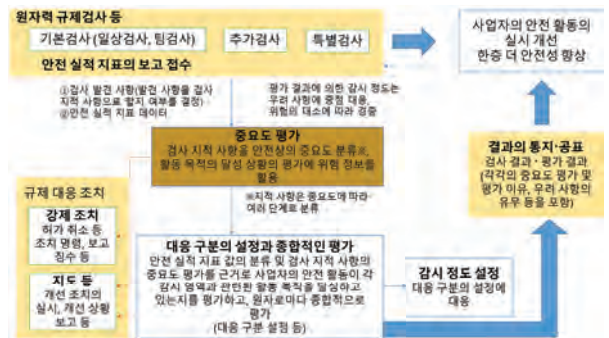 원자력 규제검사 등
기본검사 (일상검사, 팀검사)
추가검사
특별검사
안전 실적 지표의 보고 접수
사업자의 안전 활동의
실시 개선
한층 더 안전성 향상
①검사 발견 사항(발견 사항을 검사
지적 사항으로 할지 여부를 결정)
②안전 실적 지표 데이터
평가 결과에 의한 감시 정도는
우려 사항에 중점 대응,
위험의 대소에 따라 검증
중요도 평가
검사 지적 사항을 안전상의 중요도 분류※,
활동 목적의 달성 상황의 평가에 위험 정보를
활용
결과의 통지·공표
검사 결과·평가 결과
(각각의 중요도 평가 및
평가 이유, 우려 사항의
유무 등을 포함)
규제 대응 조치
강제 조치
허가 취소 등
조치 명령, 보고
징수 등
지도 등
개선 조치의
실시, 개선 상황
보고 등
※지적 사항은 중요도에 따라
여러 단계로 분류
대응 구분의 설정과 종합적인 평가
안전 실적 지표 값의 분류 및 검사 지적 사항의
중요도 평가를 근거로 사업자의 안전 활동이 각
감시 영역과 관련된 활동 목적을 달성하고
있는지를 평가하고, 원자로마다 종합적으로
평가
(대응 구분 설정 등)
감시 정도 설정
대응 구분의 설정에
대응